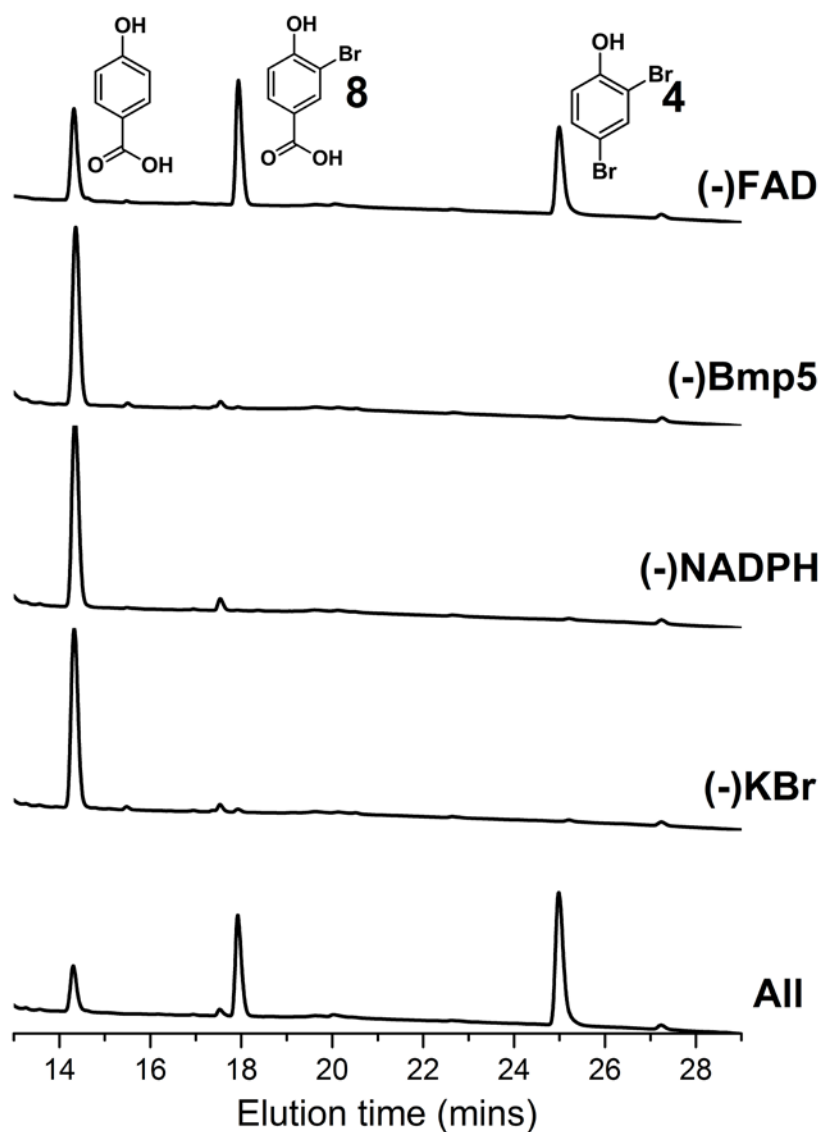 OH
OH
Br
8
O
OH
O
OH
OH
Br
4
Br
(-)FAD
(-)Bmp5
(-)NADPH
(-)KBr
All
14 16 18 20 22 24 26 28
Elution time (mins)